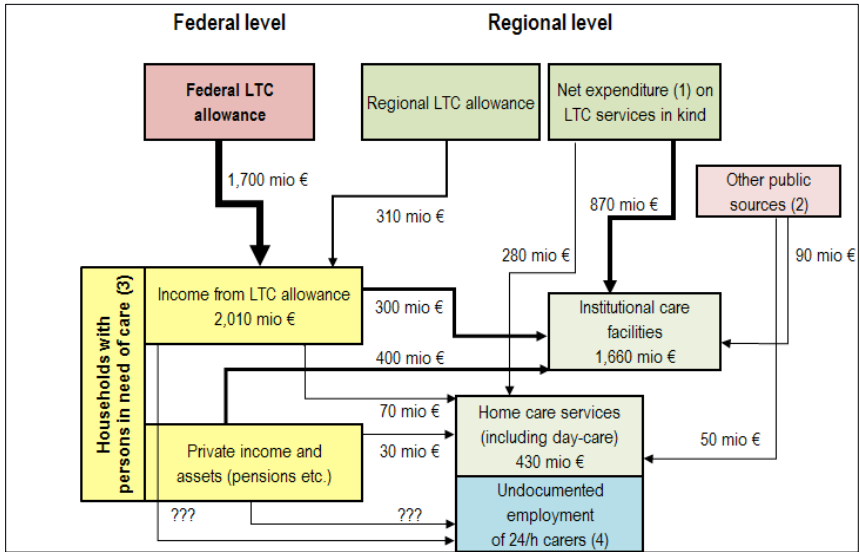 Federal level
Regional level
Federal LTC
allowance
Regional LTC allowance
Net expenditure (1) on
LTC services in kind
Other public
sources (2)
1,700 mio €
310 mio €
870 mio €
280 mio €
90 mio €
Households with
persons in need of care (3)
Income from LTC allowance
2,010 mio €
300 mio €
Institutional care
facilities
1,660 mio €
400 mio €
70 mio €
Home care services
(including day-care)
430 mio €
50 mio €
Private income and
assets (pensions etc.)
30 mio €
Undocumented
employment
of 24/h carers (4)
???
???